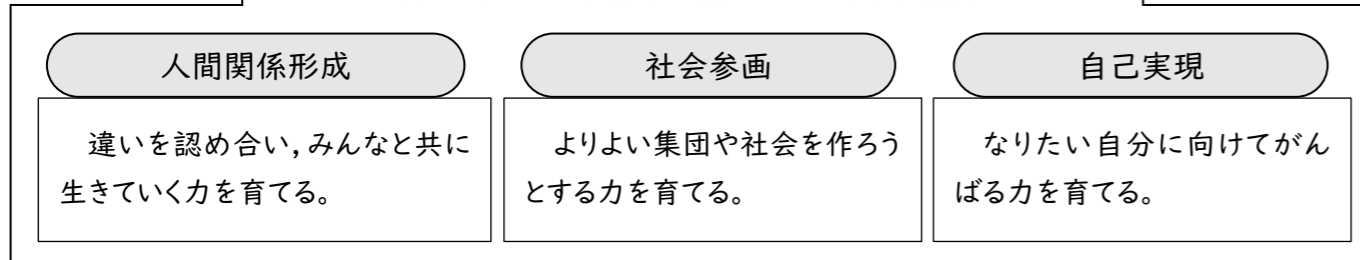 人間関係形成
違いを認め合い,みんなと共に
生きていく力を育てる。
社会参画
よりよい集団や社会を作ろう
とする力を育てる。
自己実現
なりたい自分に向けてがん
ばる力を育てる。